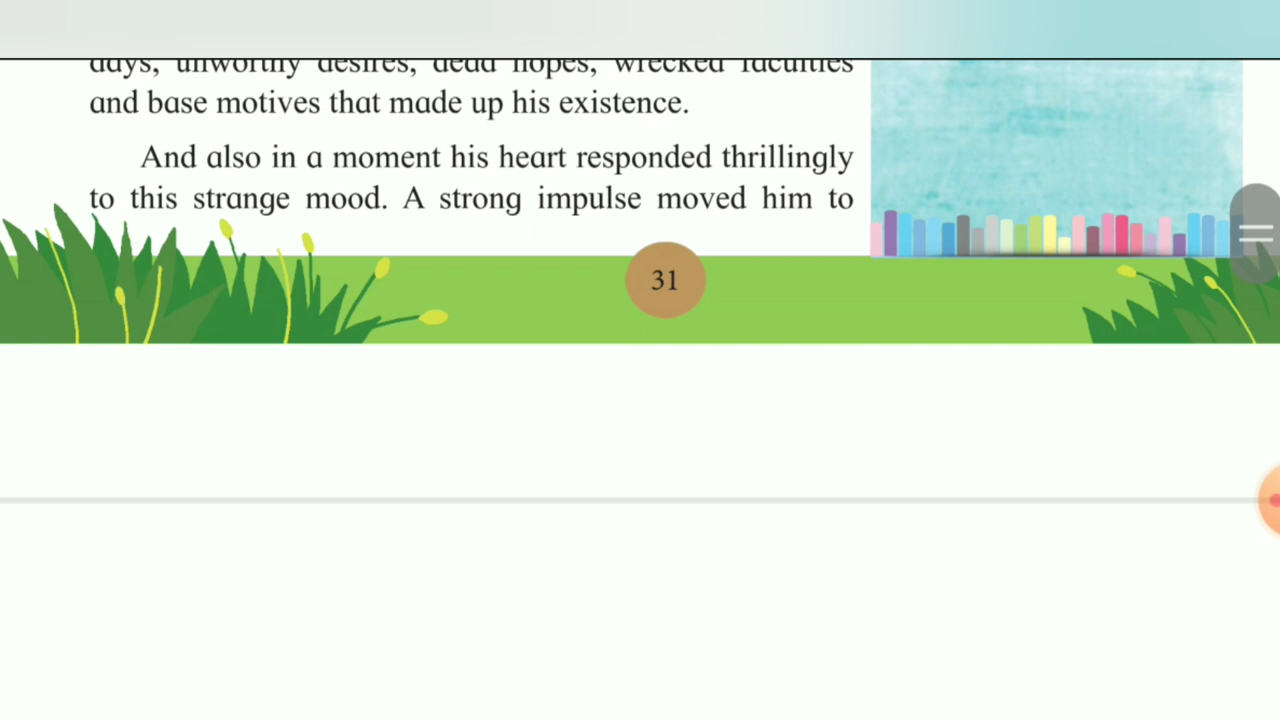 days, unworthy desires, dead hopes, wrecked faculties
and base motives that made up his existence.
And also in a moment his heart responded thrillingly
to this strange mood. A strong impulse moved him to
31